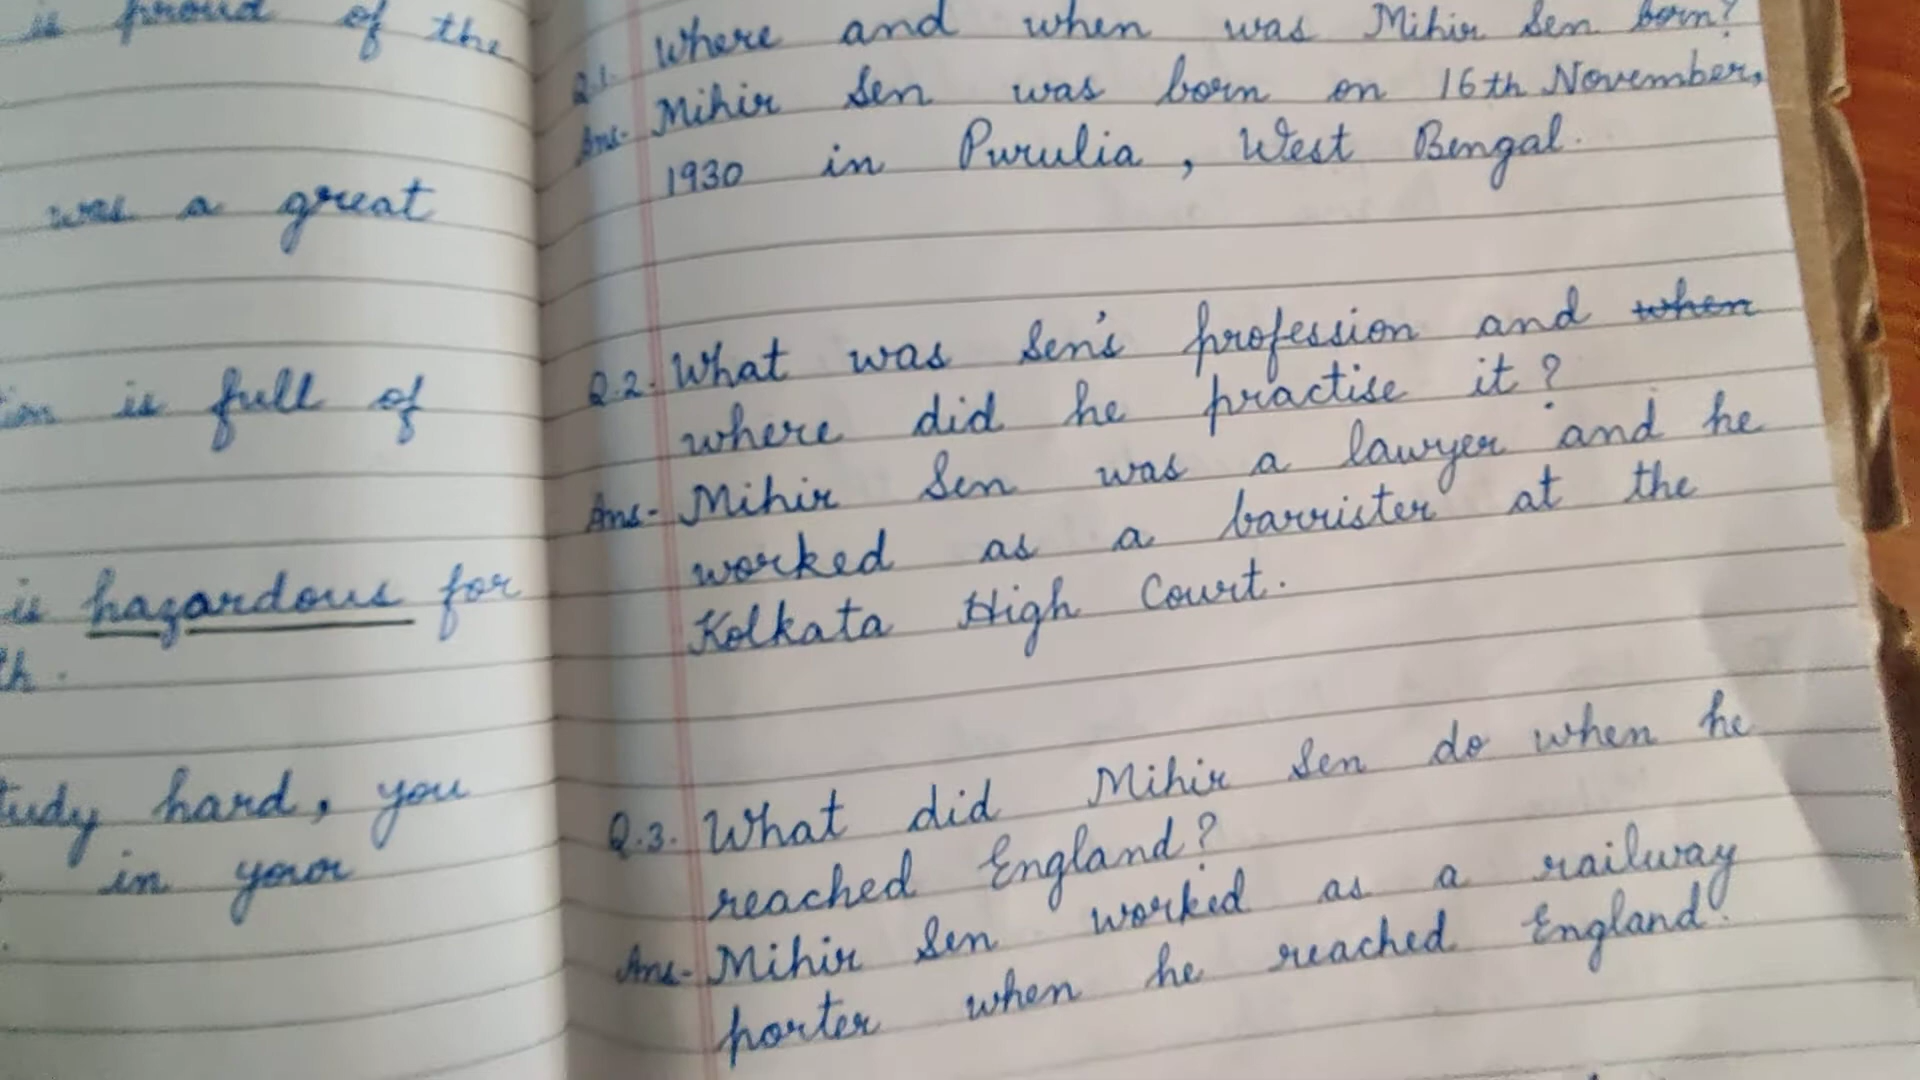 is proud of the
was a great
is full of
is hazardous for
hard, you
in your
Q.1. Where and when was Mihir Sen born?
Ans- Mihir Sen was born on 16th November,
1930 in Purulia, West Bengal.
Q.2. What was Sen's profession and when
where did he practise it?
Ans- Mihir Sen was a lawyer and he
worked as a barrister at the
Kolkata High Court.
Q.3. What did Mihir Sen do when he
reached England?
Ans- Mihir Sen worked as a railway
porter when he reached England.